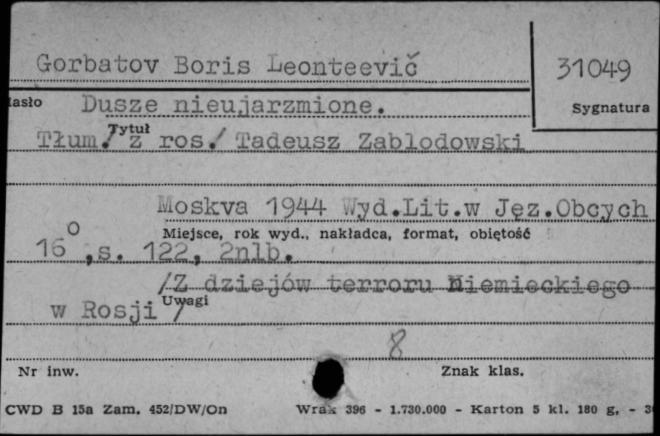 Gorbatov Boris Leonteevič
31049
Hasło
Dusze nieujarzmione.
Sygnatura
Tytuł
Tłum./ z ros./ Tadeusz Zablodowski
Moskva 1944 Wyd.Lit.w Jęz.Obcych
Miejsce, rok wyd., nakładca, format, obiętość
16°,s. 122, 2nlb.
/Z dziejów terroru Niemieckiego
Uwagi
w Rosji /
8
Nr inw.
Znak klas.
CWD B 15a Zam. 452/DW/On
Wrak 396 - 1.730.000 - Karton 5 kl. 180 g, -